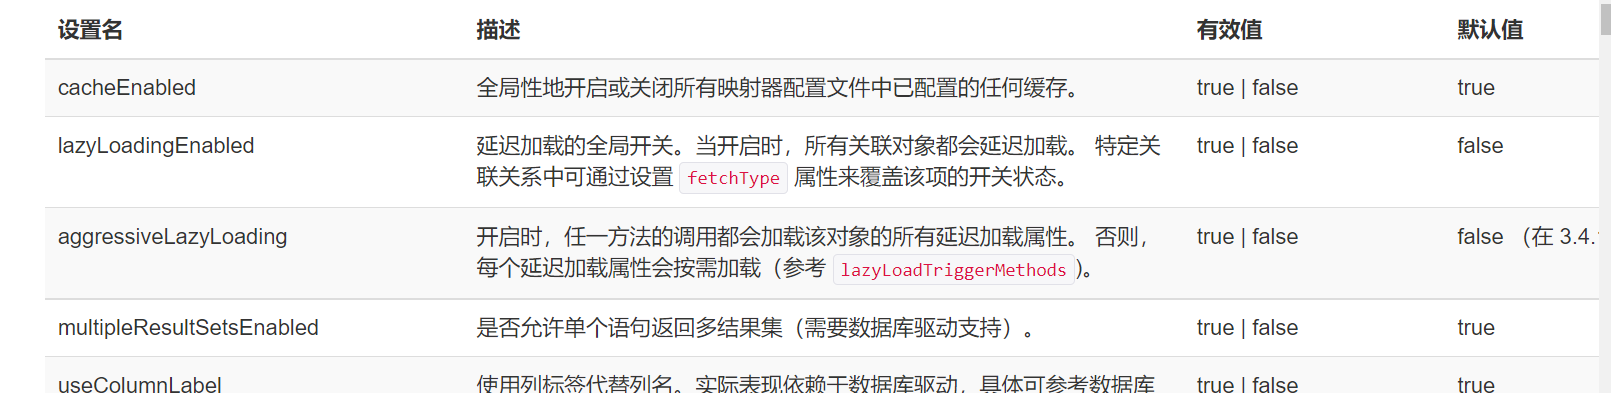 设置名 描述 有效值 默认值
cacheEnabled 全局性地开启或关闭所有映射器配置文件中已配置的任何缓存。 true | false true
lazyLoadingEnabled 延迟加载的全局开关。当开启时，所有关联对象都会延迟加载。 特定关 true | false false
联关系中可通过设置 fetchType 属性来覆盖该项的开关状态。
aggressiveLazyLoading 开启时，任一方法的调用都会加载该对象的所有延迟加载属性。 否则， true | false false （在 3.4.
每个延迟加载属性会按需加载（参考 lazyLoadTriggerMethods)。
multipleResultSetsEnabled 是否允许单个语句返回多结果集（需要数据库驱动支持）。 true | false true
useColumnLabel 使用列标签代替列名。实际表现依赖于数据库驱动，具体可参考数据库 true | false true